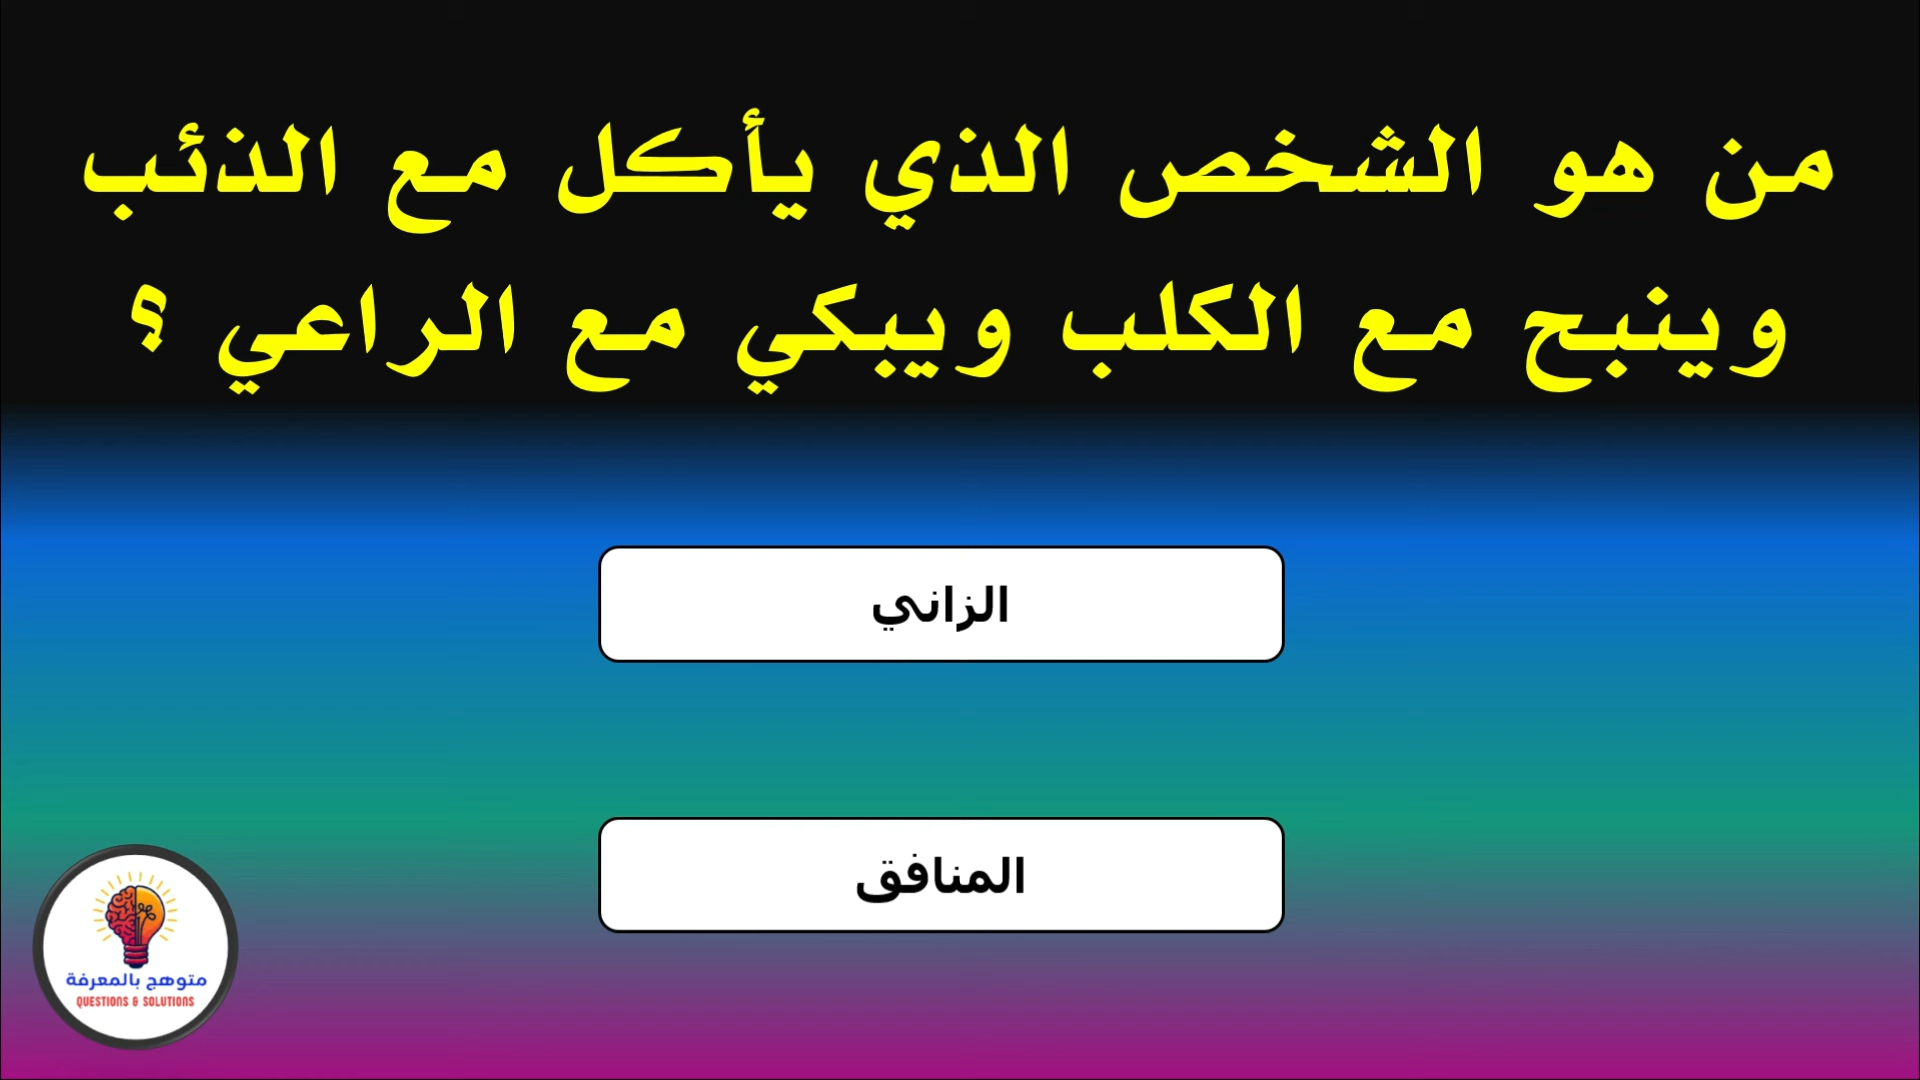 من هو الشخص الذي يأكل مع الذئب
وينبح مع الكلب ويبكي مع الراعي ؟
الزاني
المنافق
متوهج بالمعرفة
QUESTIONS & SOLUTIONS